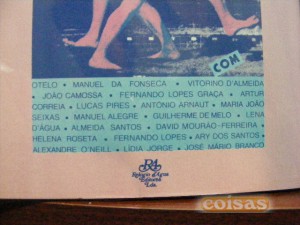 COM
OTELO • MANUEL DA FONSECA • VITORINO D'ALMEIDA
• JOÃO CAMOSSA • FERNANDO LOPES GRAÇA • ARTUR
CORREIA • LUCAS PIRES • ANTÓNIO ARNAUT • MARIA JOÃO
SEIXAS • MANUEL ALEGRE • GUILHERME DE MELO • LENA
D'ÁGUA • ALMEIDA SANTOS • DAVID MOURÃO-FERREIRA •
HELENA ROSETA • FERNANDO LOPES • ARY DOS SANTOS
ALEXANDRE O'NEILL • LÍDIA JORGE • JOSÉ MÁRIO BRANCO
Relógio d'Água
Editores
Lda.
coisas